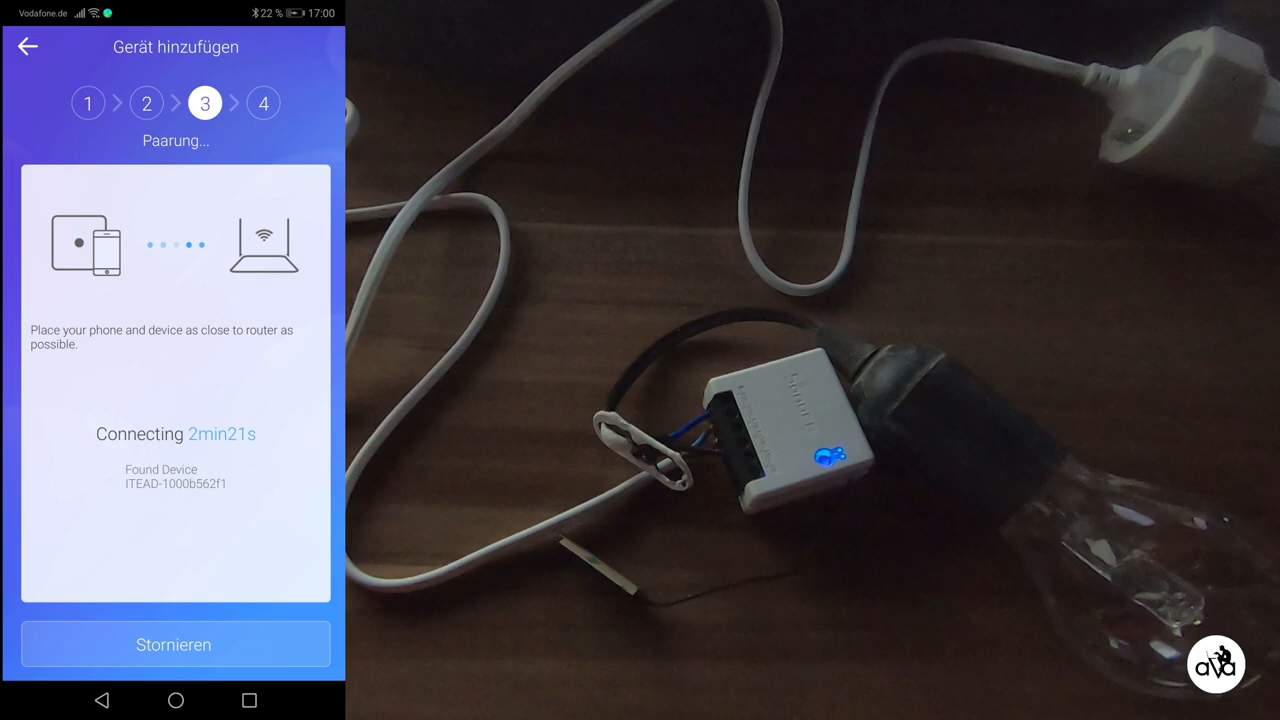 Vodafone.de
22 %
17:00
Gerät hinzufügen
1
2
3
4
Paarung...
Place your phone and device as close to router as
possible.
Connecting 2min21s
Found Device
ITEAD-1000b562f1
Stornieren
ava